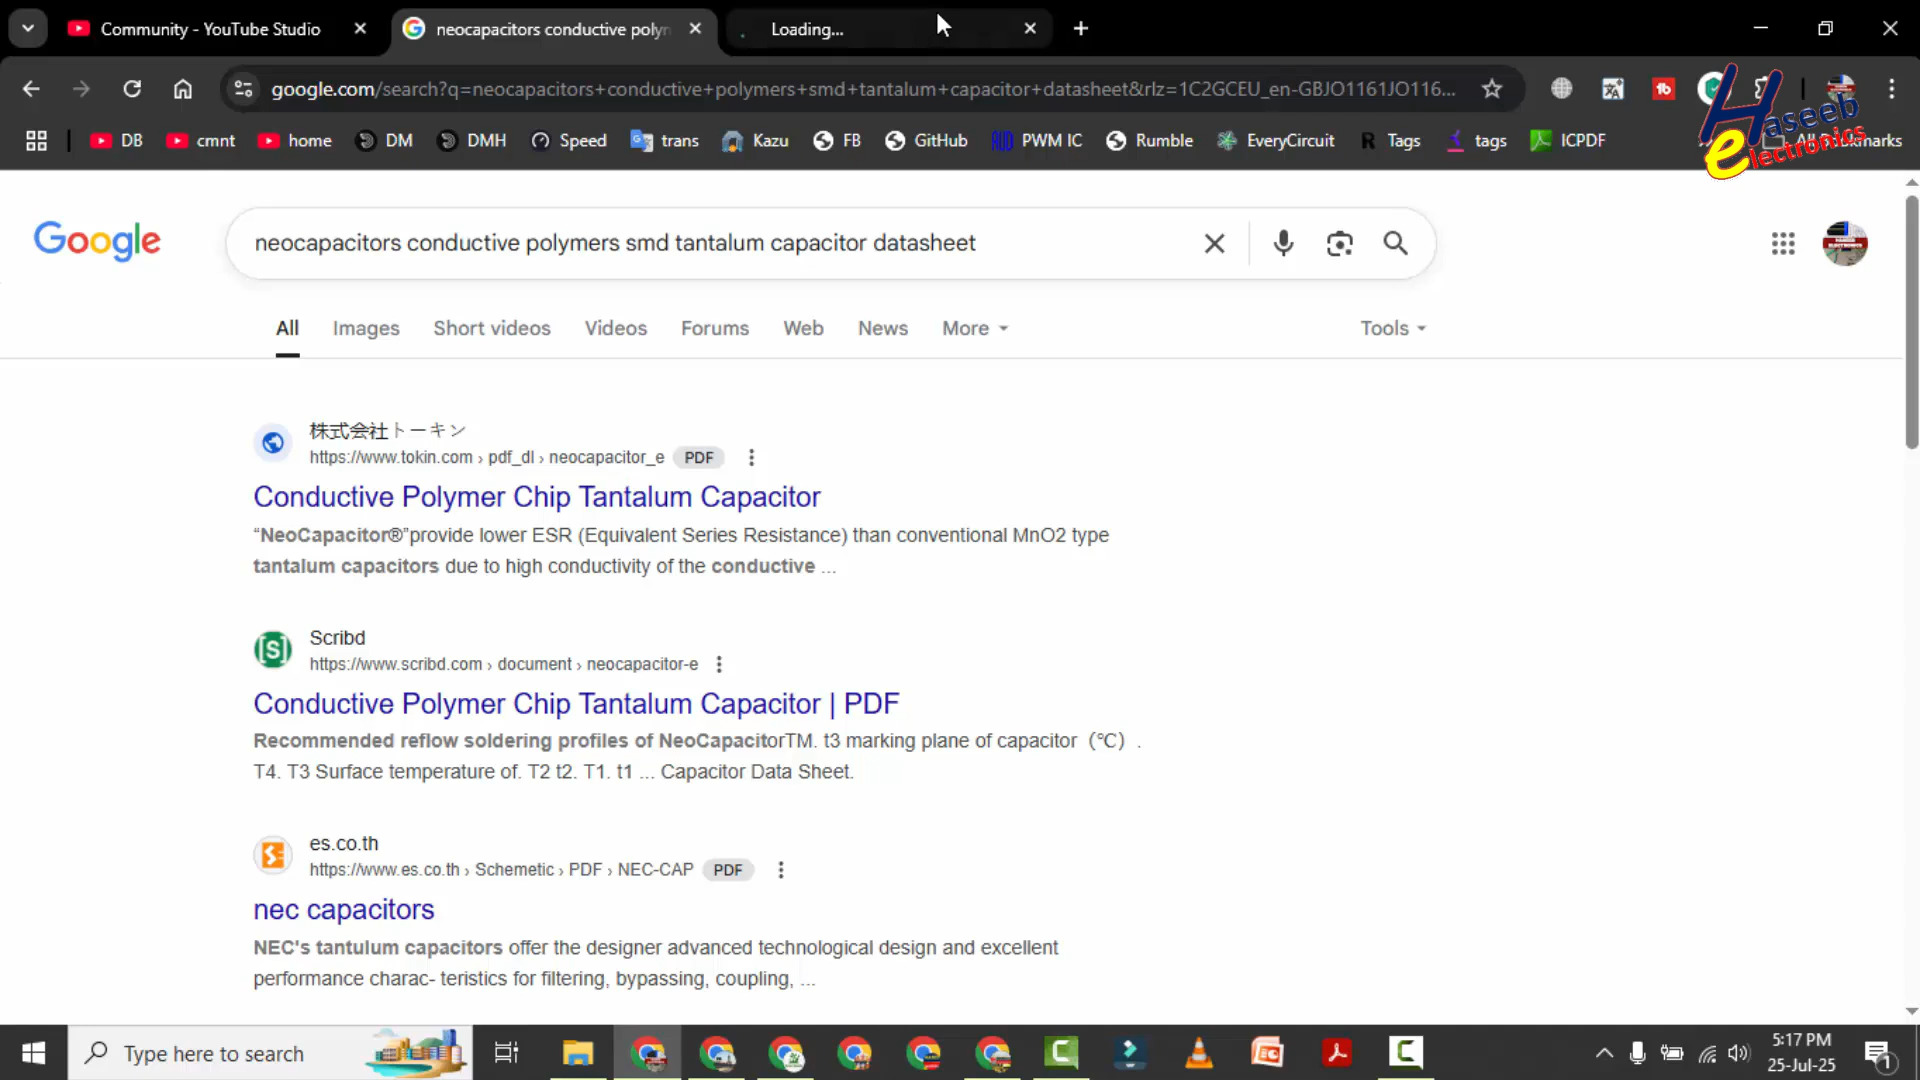 Community - YouTube Studio
neocapacitors conductive polyn
Loading...
google.com/search?q=neocapacitors+conductive+polymers+smd+tantalum+capacitor+datasheet&rlz=1C2GCEU_en-GBJO1161JO116...
DB
cmnt
home
DM
DMH
Speed
trans
Kazu
FB
GitHub
PWM IC
Rumble
EveryCircuit
Tags
tags
ICPDF
All Bookmarks
Haseeb
electronics
Google
neocapacitors conductive polymers smd tantalum capacitor datasheet
All
Images
Short videos
Videos
Forums
Web
News
More
Tools
株式会社トーキン
https://www.tokin.com › pdf_dl › neocapacitor_e PDF
Conductive Polymer Chip Tantalum Capacitor
“NeoCapacitor®”provide lower ESR (Equivalent Series Resistance) than conventional MnO2 type
tantalum capacitors due to high conductivity of the conductive ...
Scribd
https://www.scribd.com › document › neocapacitor-e
Conductive Polymer Chip Tantalum Capacitor | PDF
Recommended reflow soldering profiles of NeoCapacitorTM. t3 marking plane of capacitor（℃）.
T4. T3 Surface temperature of. T2 t2. T1. t1 ... Capacitor Data Sheet.
es.co.th
https://www.es.co.th › Schemetic › PDF › NEC-CAP PDF
nec capacitors
NEC's tantulum capacitors offer the designer advanced technological design and excellent
performance charac- teristics for filtering, bypassing, coupling, ...
Type here to search
5:17 PM
25-Jul-25
1